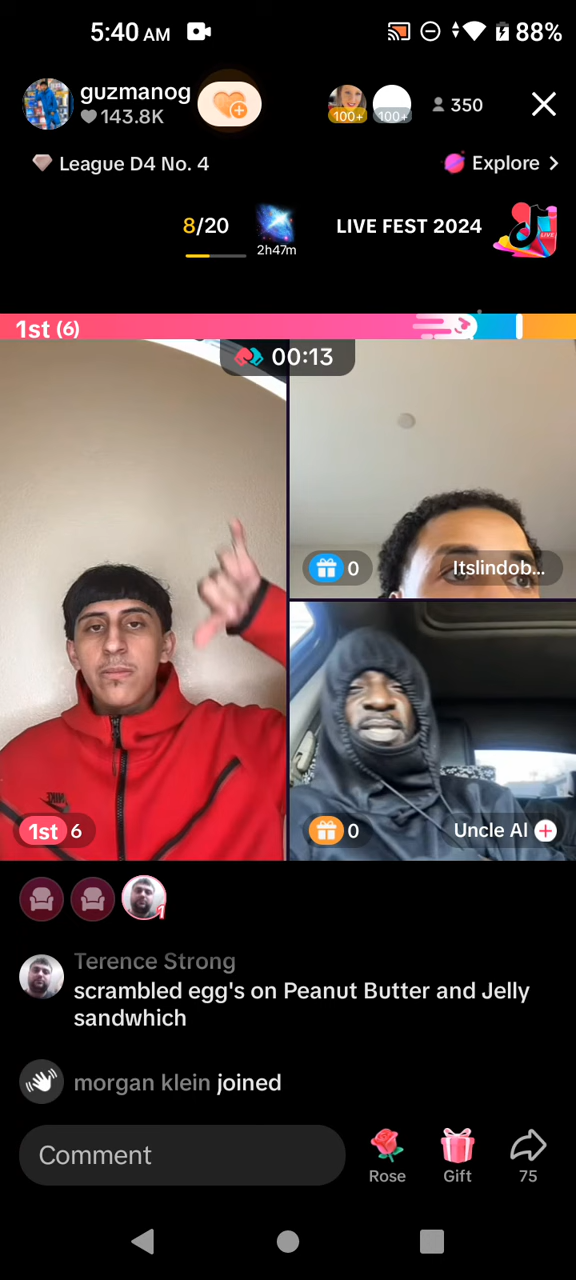 5:40 AM
88%
guzmanog
143.8K
100+
100+
350
League D4 No. 4
Explore >
8/20
2h47m
LIVE FEST 2024
LIVE
1st (6)
00:13
0
Itslindob...
NIKE
1st 6
0
Uncle Al
1
Terence Strong
scrambled egg's on Peanut Butter and Jelly
sandwhich
morgan klein joined
Comment
Rose
Gift
75